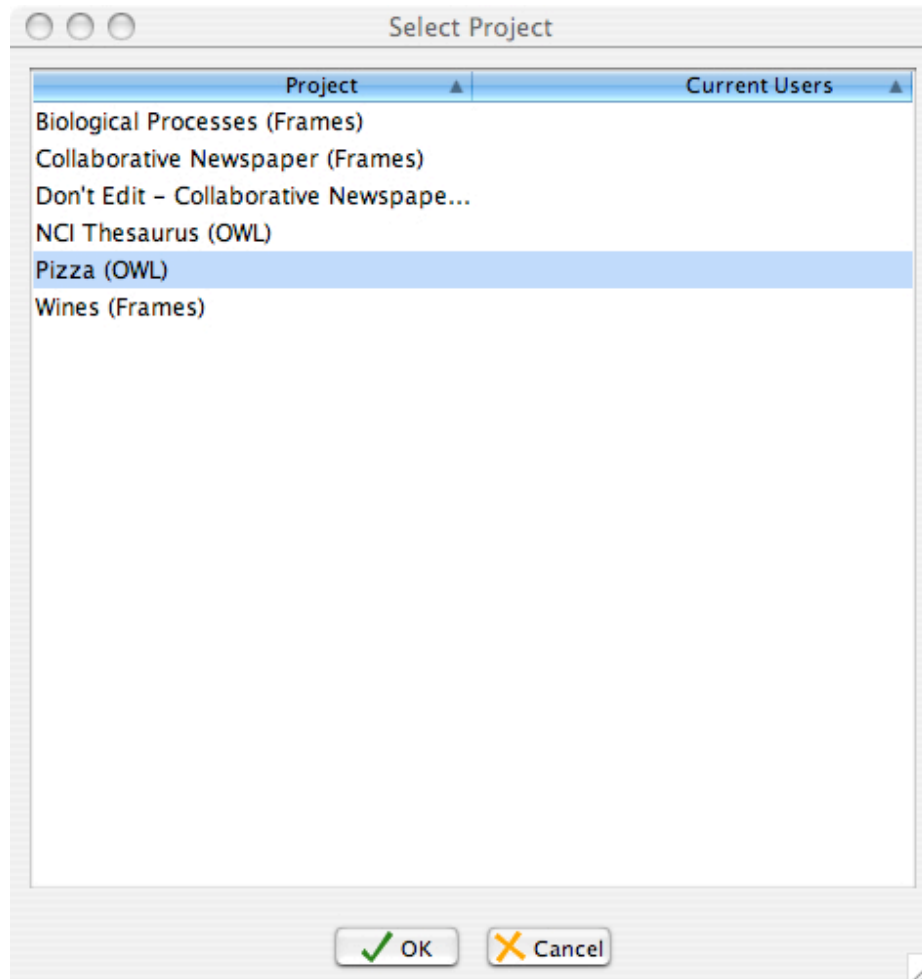 Select Project
Project Current Users
Biological Processes (Frames)
Collaborative Newspaper (Frames)
Don't Edit – Collaborative Newspape...
NCI Thesaurus (OWL)
Pizza (OWL)
Wines (Frames)
OK Cancel